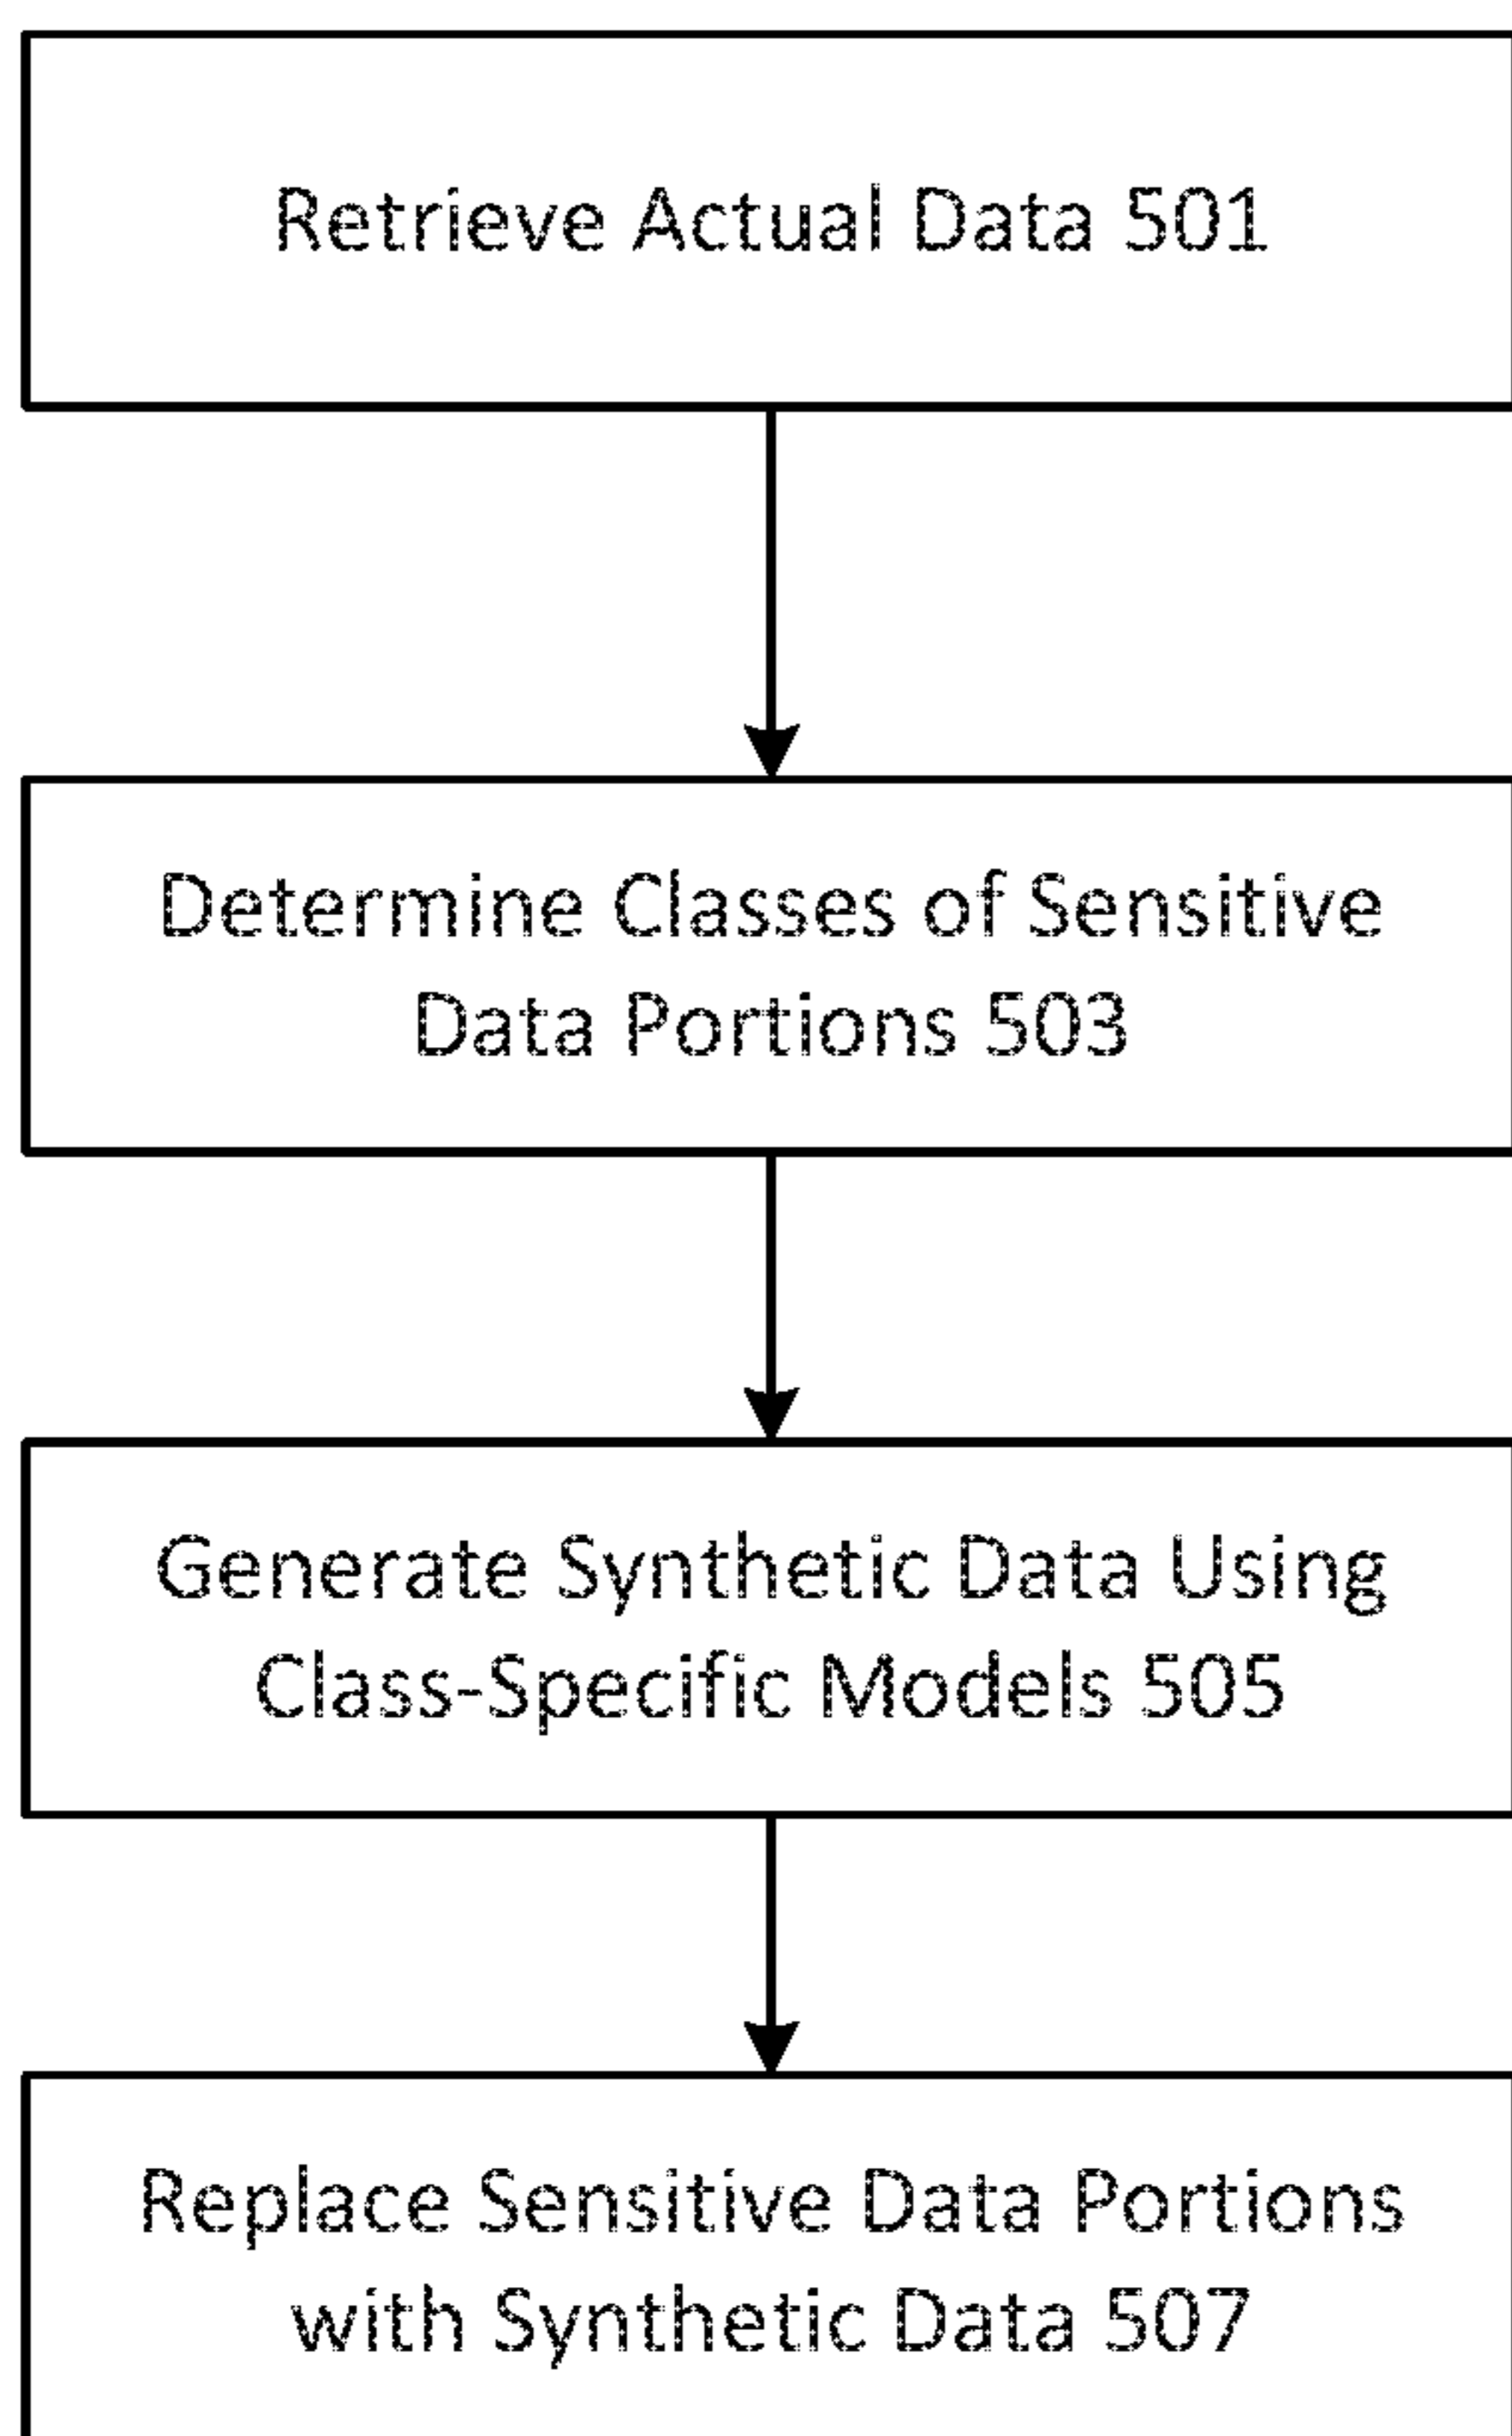 Retrieve Actual Data 501
Determine Classes of Sensitive
Data Portions 503
Generate Synthetic Data Using
Class-Specific Models 505
Replace Sensitive Data Portions
with Synthetic Data 507